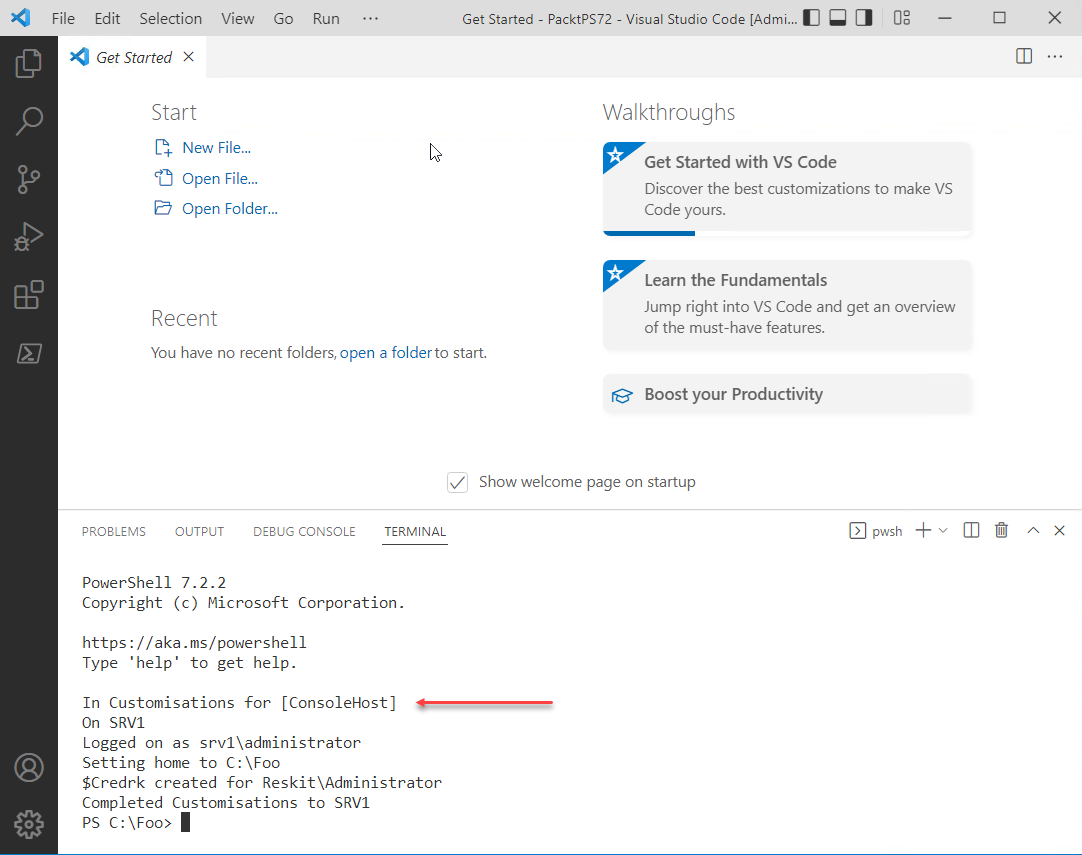 File Edit Selection View Go Run ··· Get Started - PacktPS72 - Visual Studio Code [Admi...
Get Started
Start
New File...
Open File...
Open Folder...
Recent
You have no recent folders, open a folder to start.
Walkthroughs
Get Started with VS Code
Discover the best customizations to make VS
Code yours.
Learn the Fundamentals
Jump right into VS Code and get an overview
of the must-have features.
Boost your Productivity
Show welcome page on startup
PROBLEMS OUTPUT DEBUG CONSOLE TERMINAL pwsh
PowerShell 7.2.2
Copyright (c) Microsoft Corporation.
https://aka.ms/powershell
Type 'help' to get help.
In Customisations for [ConsoleHost]
On SRV1
Logged on as srv1\administrator
Setting home to C:\Foo
$Credrk created for Reskit\Administrator
Completed Customisations to SRV1
PS C:\Foo>